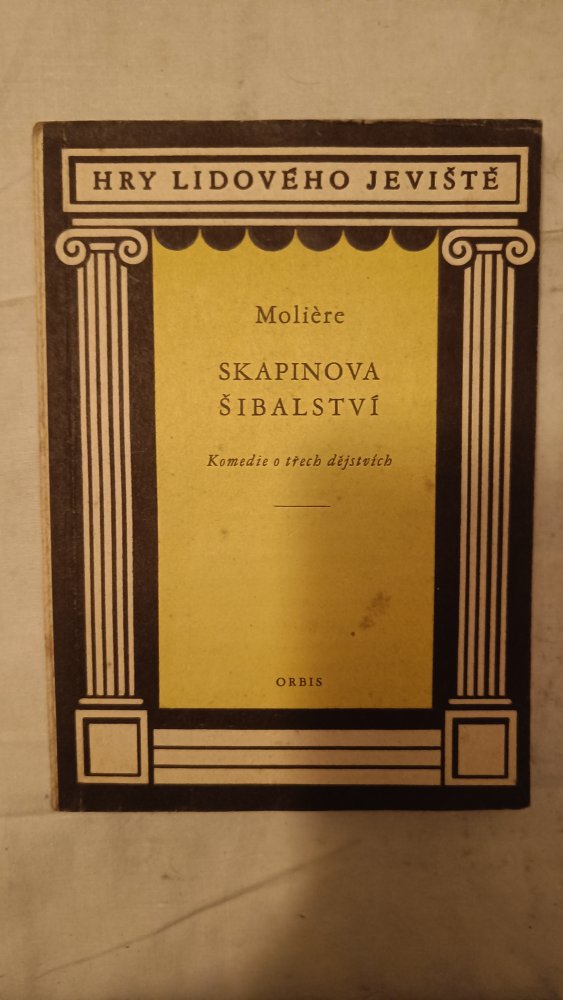 HRY LIDOVÉHO JEVIŠTĚ
Molière
SKAPINOVA
ŠIBALSTVÍ
Komedie o třech dějstvích
ORBIS